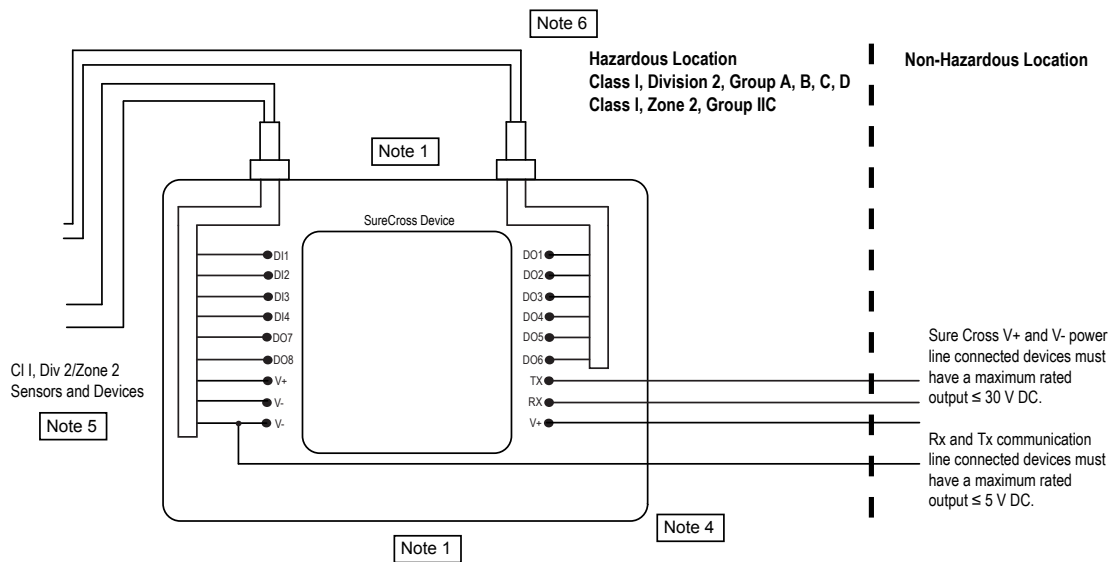 Note 6
Hazardous Location
Class I, Division 2, Group A, B, C, D
Class I, Zone 2, Group IIC
Non-Hazardous Location
Note 1
SureCross Device
DI1
DI2
DI3
DI4
DO7
DO8
V+
V-
V-
DO1
DO2
DO3
DO4
DO5
DO6
TX
RX
V+
Cl I, Div 2/Zone 2
Sensors and Devices
Note 5
Sure Cross V+ and V- power
line connected devices must
have a maximum rated
output ≤ 30 V DC.
Rx and Tx communication
line connected devices must
have a maximum rated
output ≤ 5 V DC.
Note 4
Note 1